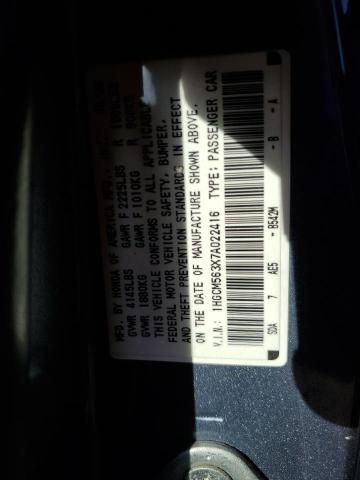 MFD. BY HONDA OF AMERICA MFG.,
GVWR 4145LBS GAWR F 2225LBS R
GVWR 1880KG GAWR F 1010KG R
THIS VEHICLE CONFORMS TO ALL APPLICABLE
FEDERAL MOTOR VEHICLE SAFETY, BUMPER,
AND THEFT PREVENTION STANDARDS IN EFFECT
ON THE DATE OF MANUFACTURE SHOWN ABOVE.
V.I.N.: 1HGCM563X7A022416 TYPE: PASSENGER CAR
SDA 7 AE5 - B542M - B - A